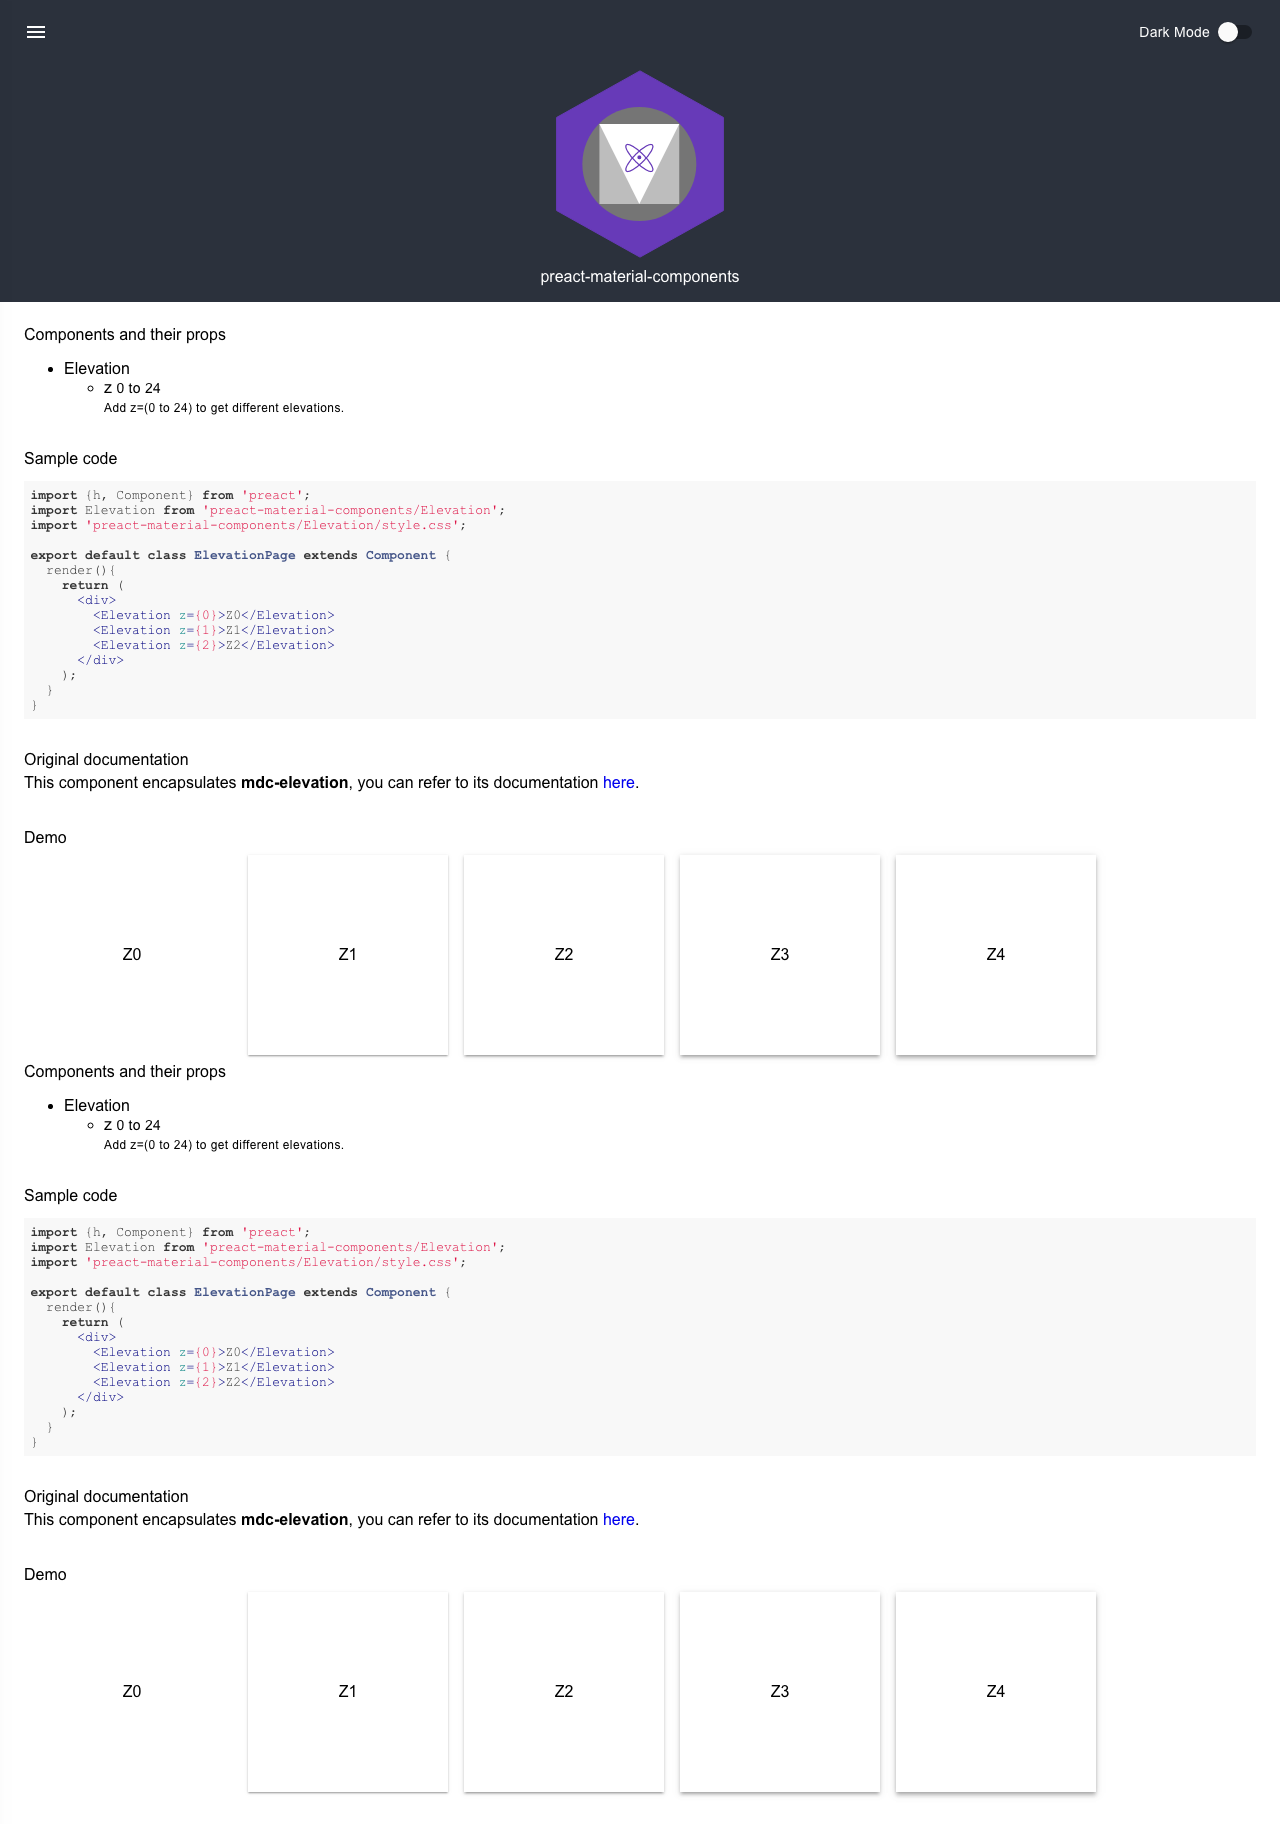 Dark Mode
preact-material-components
Components and their props
Elevation
z 0 to 24
Add z=(0 to 24) to get different elevations.
Sample code
import {h, Component} from 'preact';
import Elevation from 'preact-material-components/Elevation';
import 'preact-material-components/Elevation/style.css';
export default class ElevationPage extends Component {
render(){
return (
<div>
<Elevation z={0}>Z0</Elevation>
<Elevation z={1}>Z1</Elevation>
<Elevation z={2}>Z2</Elevation>
</div>
);
}
}
Original documentation
This component encapsulates mdc-elevation, you can refer to its documentation here.
Demo
Z0 Z1 Z2 Z3 Z4
Components and their props
Elevation
z 0 to 24
Add z=(0 to 24) to get different elevations.
Sample code
import {h, Component} from 'preact';
import Elevation from 'preact-material-components/Elevation';
import 'preact-material-components/Elevation/style.css';
export default class ElevationPage extends Component {
render(){
return (
<div>
<Elevation z={0}>Z0</Elevation>
<Elevation z={1}>Z1</Elevation>
<Elevation z={2}>Z2</Elevation>
</div>
);
}
}
Original documentation
This component encapsulates mdc-elevation, you can refer to its documentation here.
Demo
Z0 Z1 Z2 Z3 Z4